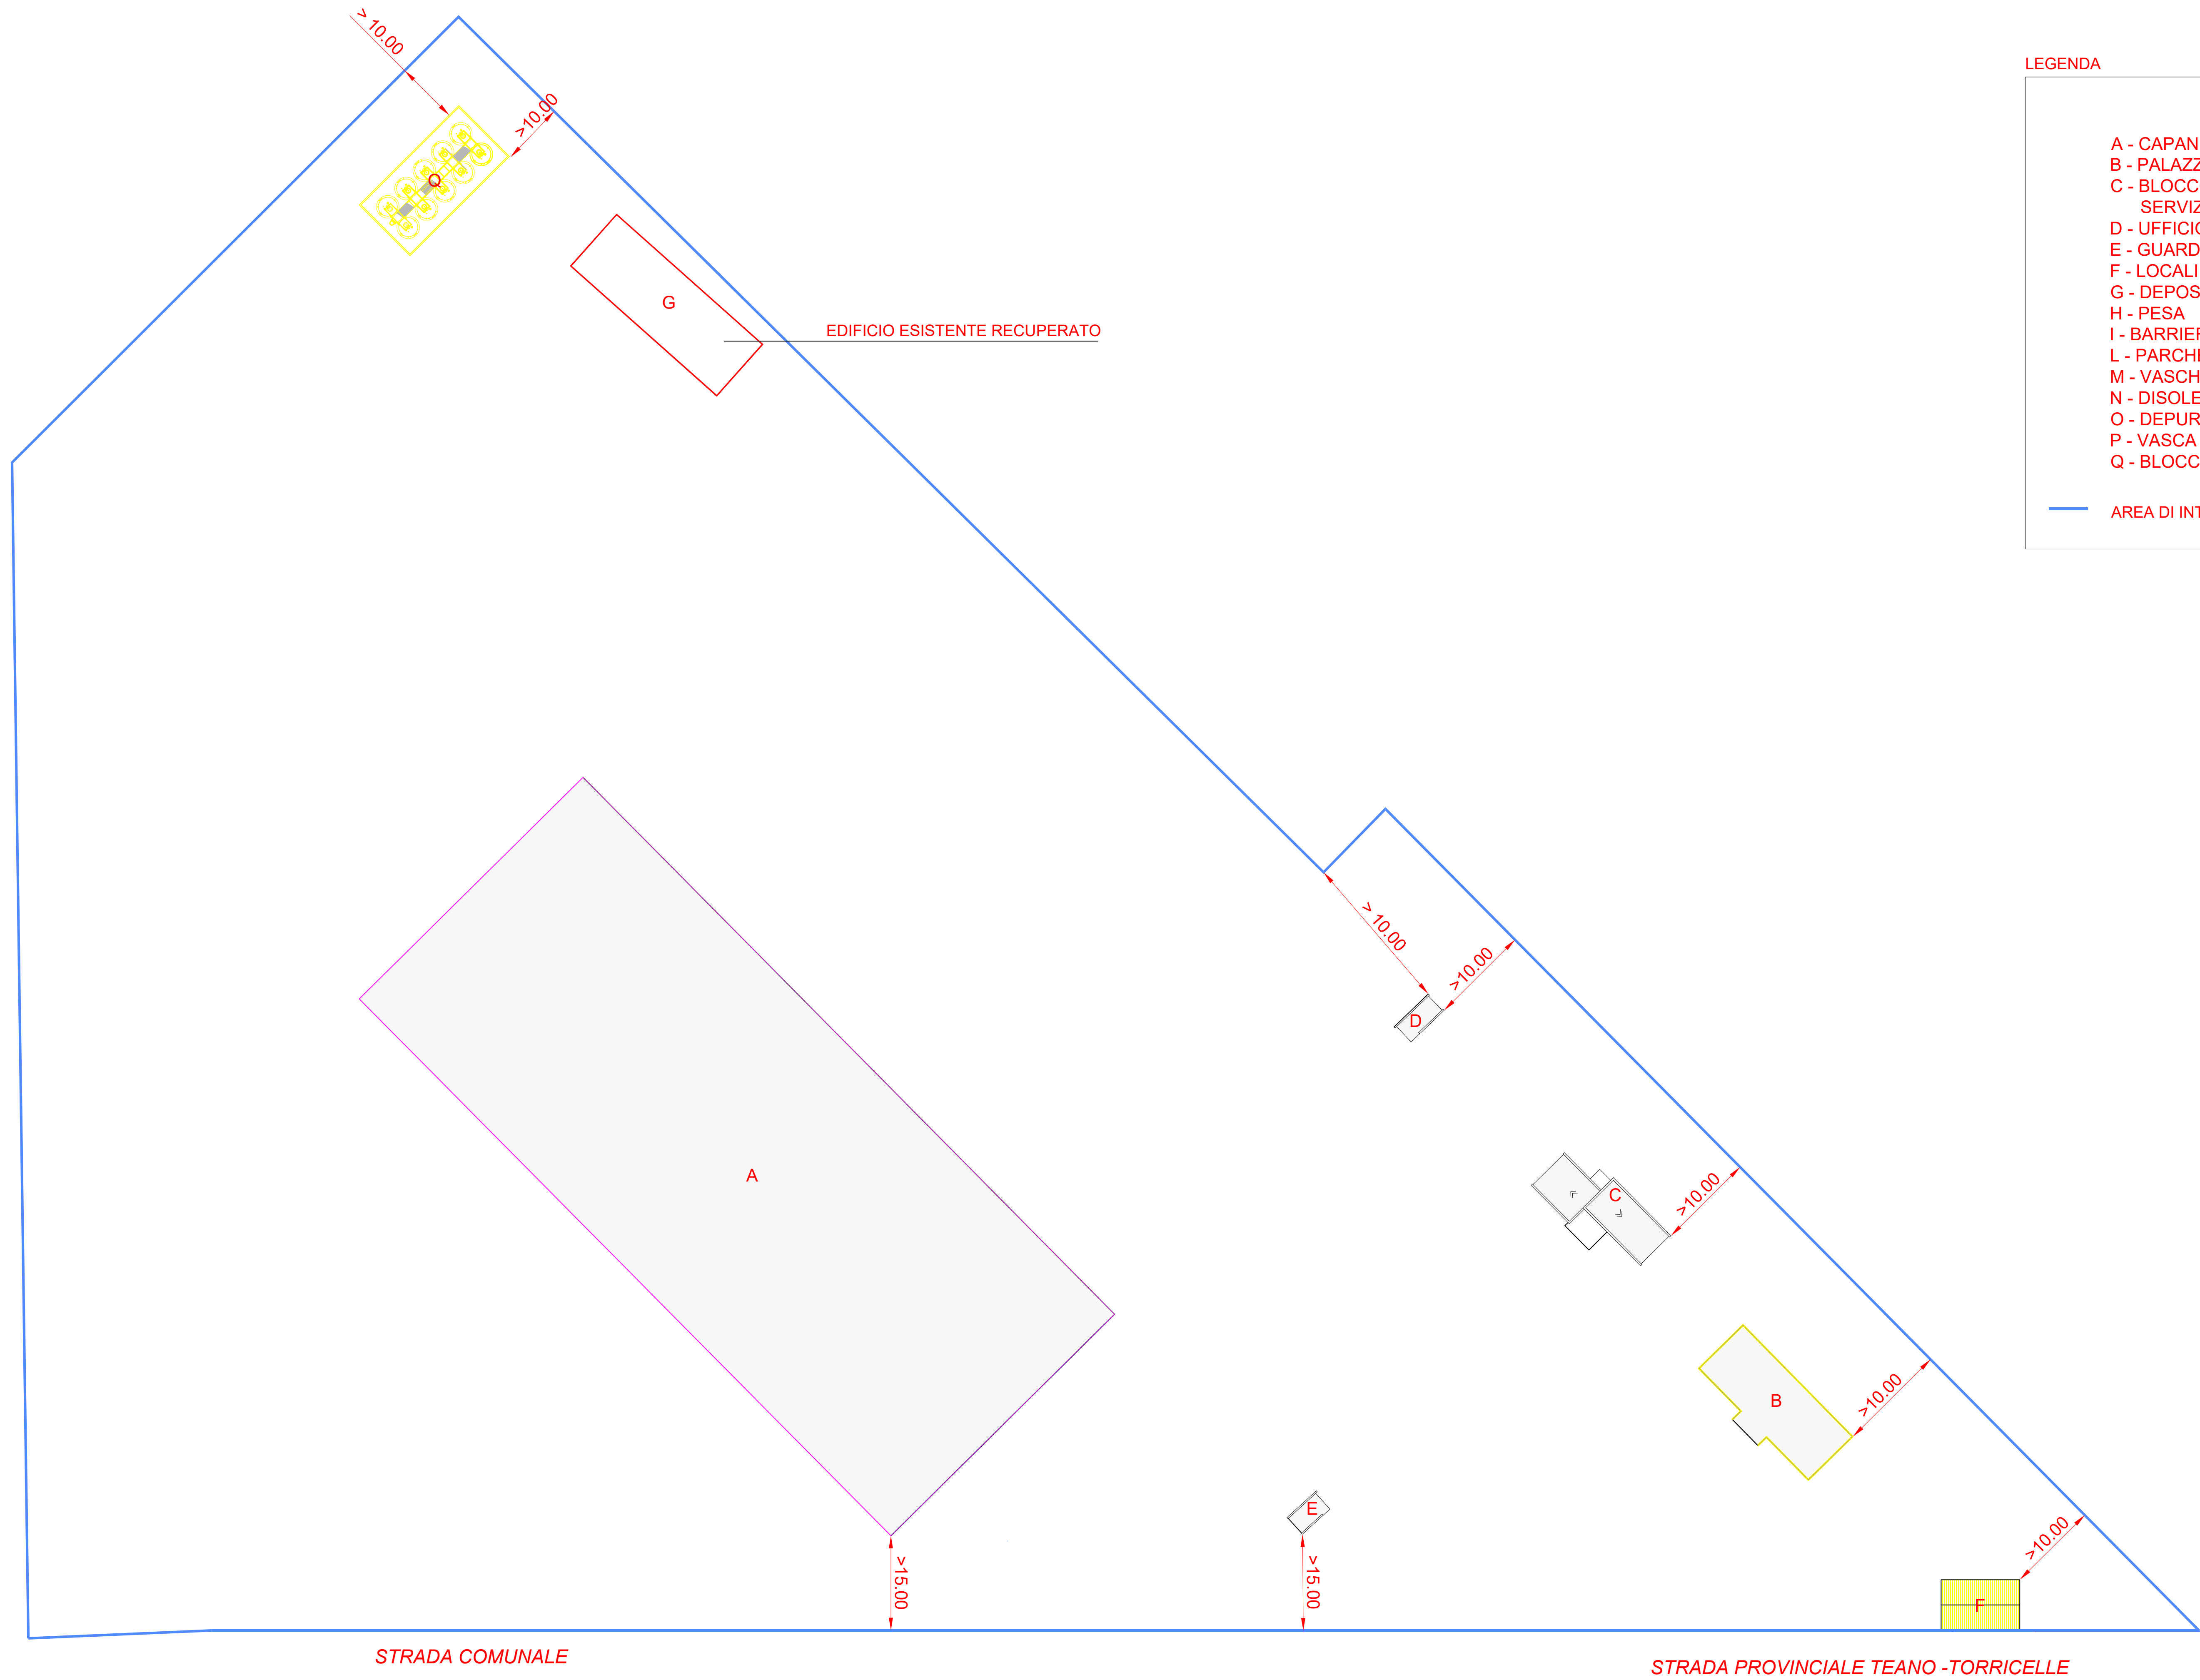 > 10.00
>10.00
Q
G
EDIFICIO ESISTENTE RECUPERATO
LEGENDA
A - CAPAN
B - PALAZZ
C - BLOCC
SERVIZ
D - UFFICIO
E - GUARD
F - LOCALI
G - DEPOS
H - PESA
I - BARRIER
L - PARCHE
M - VASCH
N - DISOLE
O - DEPUR
P - VASCA
Q - BLOCC
AREA DI INT
> 10.00
>10.00
D
A
C
>10.00
B
>10.00
E
>15.00
>15.00
>10.00
F
STRADA COMUNALE
STRADA PROVINCIALE TEANO -TORRICELLE